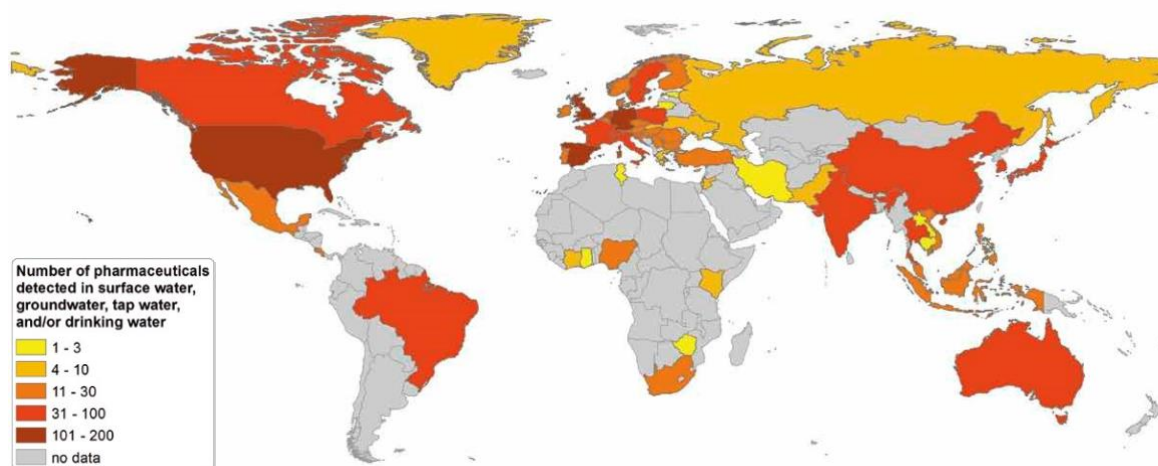 Number of pharmaceuticals
detected in surface water,
groundwater, tap water,
and/or drinking water
1 - 3
4 - 10
11 - 30
31 - 100
101 - 200
no data